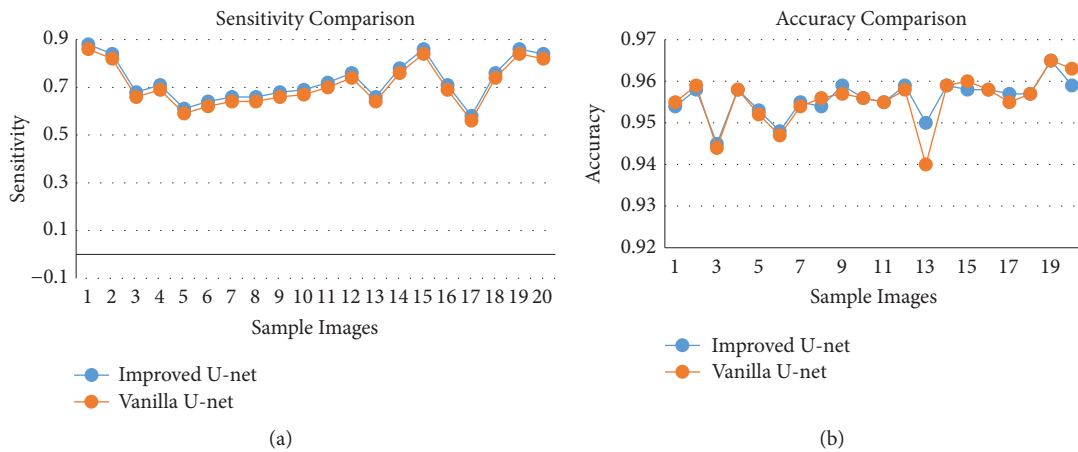 Sensitivity Comparison
0.9
0.7
0.5
0.3
0.1
−0.1
Sensitivity
1 2 3 4 5 6 7 8 9 10 11 12 13 14 15 16 17 18 19 20
Sample Images
Improved U-net
Vanilla U-net
(a)
Accuracy Comparison
0.97
0.96
0.95
0.94
0.93
0.92
Accuracy
1 3 5 7 9 11 13 15 17 19
Sample Images
Improved U-net
Vanilla U-net
(b)